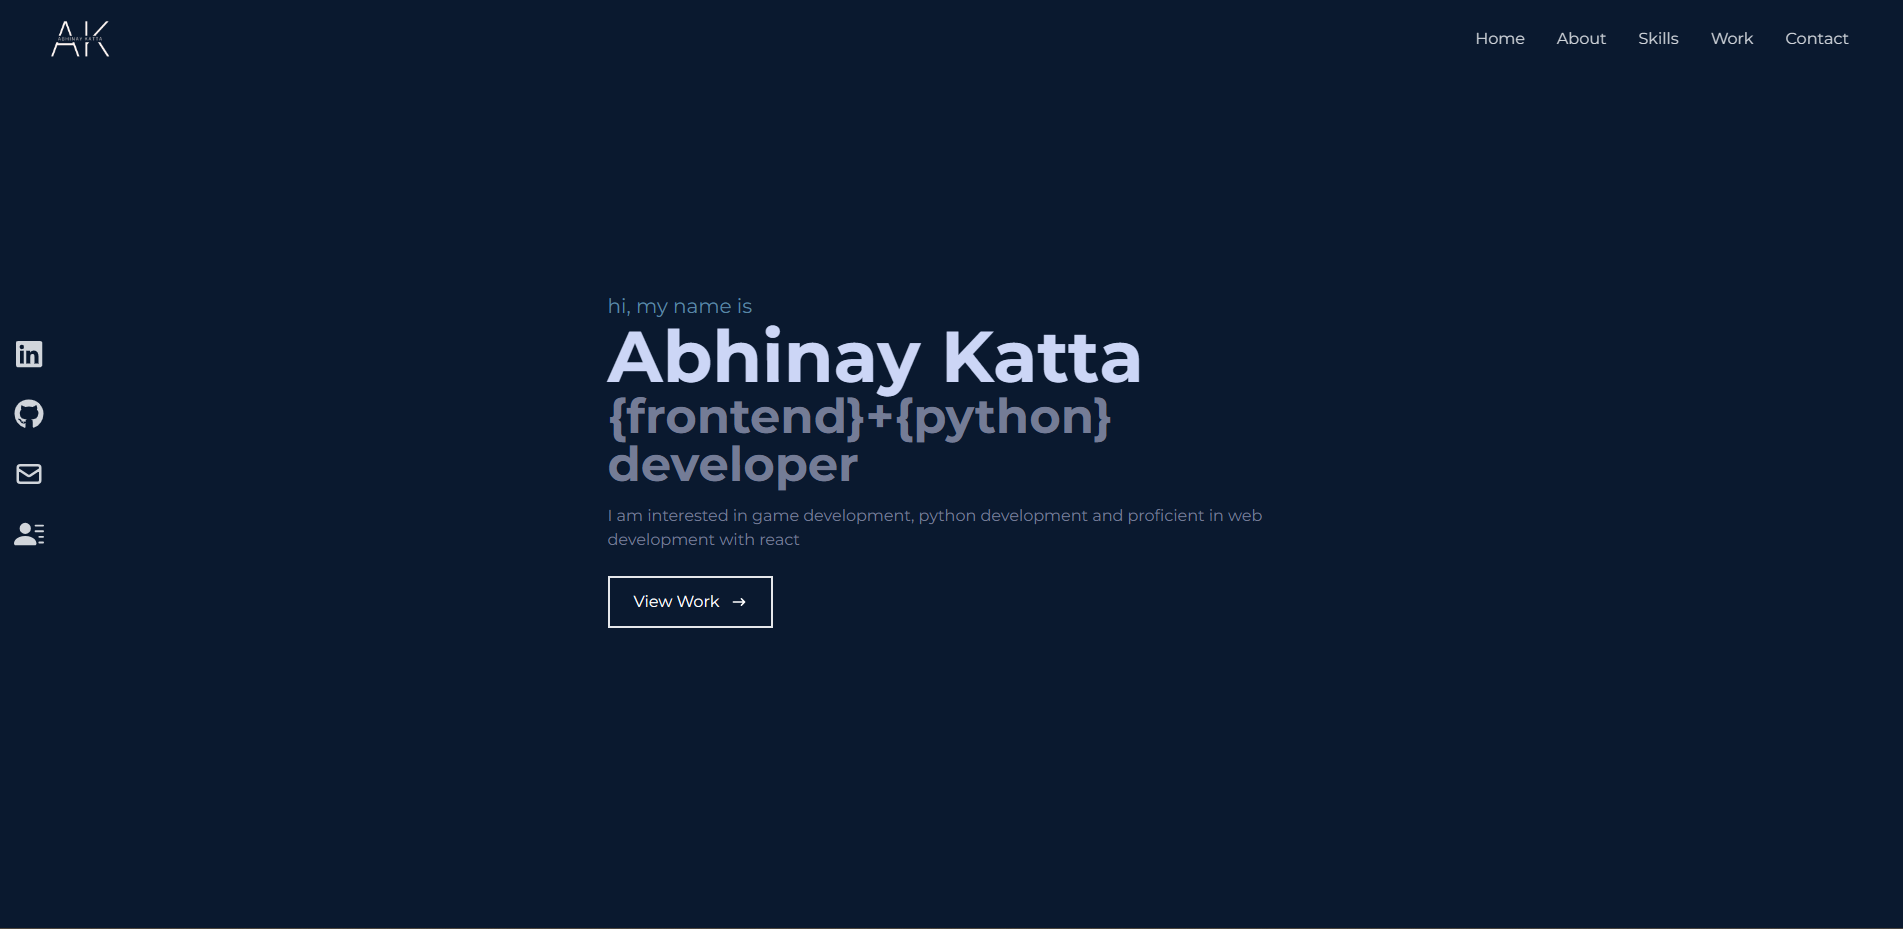 AK
ABHINAY KATTA
Home About Skills Work Contact
hi, my name is
Abhinay Katta
{frontend}+{python}
developer
I am interested in game development, python development and proficient in web
development with react
View Work →
in